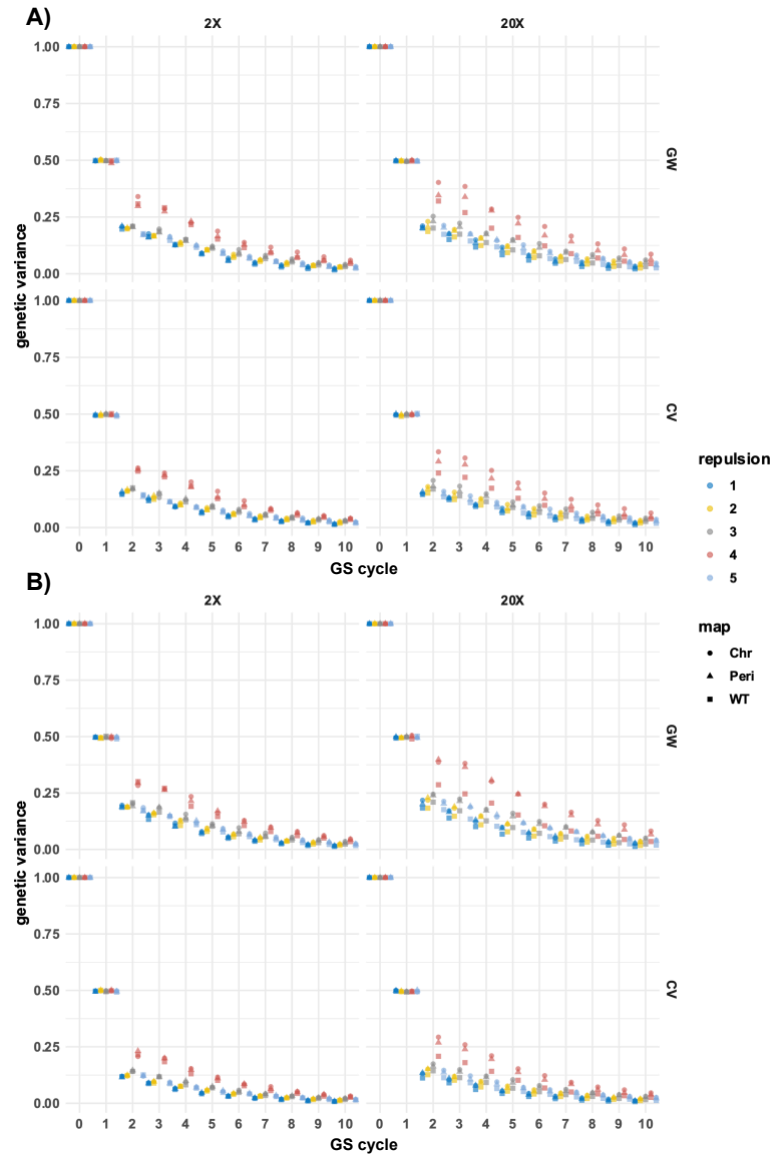 A)
2X 20X
1.00
0.75
0.50
0.25
0.00
GW
1.00
0.75
0.50
0.25
0.00
CV
genetic variance
0 1 2 3 4 5 6 7 8 9 10 0 1 2 3 4 5 6 7 8 9 10
GS cycle
B)
2X 20X
1.00
0.75
0.50
0.25
0.00
GW
1.00
0.75
0.50
0.25
0.00
CV
genetic variance
0 1 2 3 4 5 6 7 8 9 10 0 1 2 3 4 5 6 7 8 9 10
GS cycle
repulsion
1
2
3
4
5
map
Chr
Peri
WT